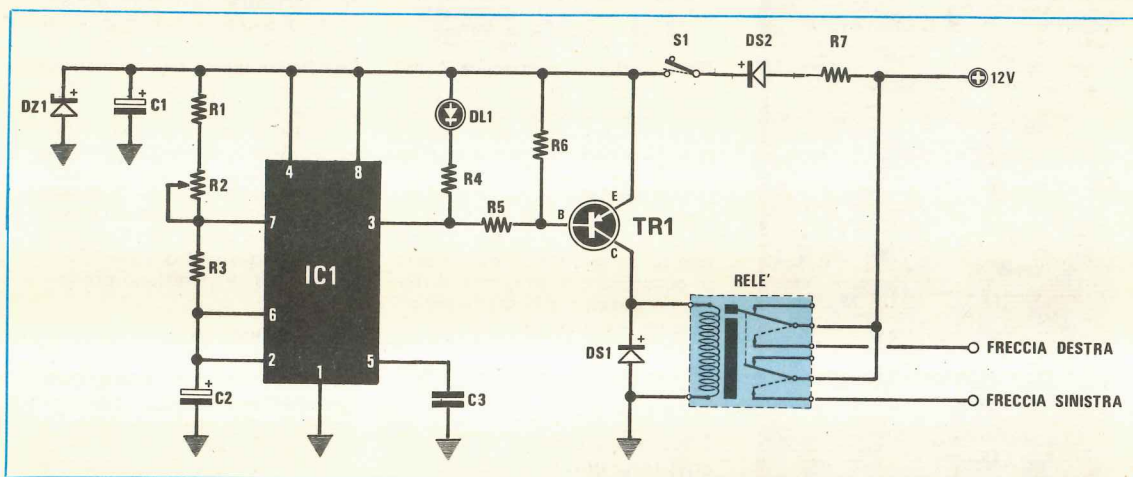 S1
DS2
R7
12V
DZ1
C1
R1
DL1
R6
R2
4
8
R4
7
3
R5
B
E
TR1
C
R3
IC1
RELE'
6
2
5
DS1
FRECCIA DESTRA
C2
1
C3
FRECCIA SINISTRA